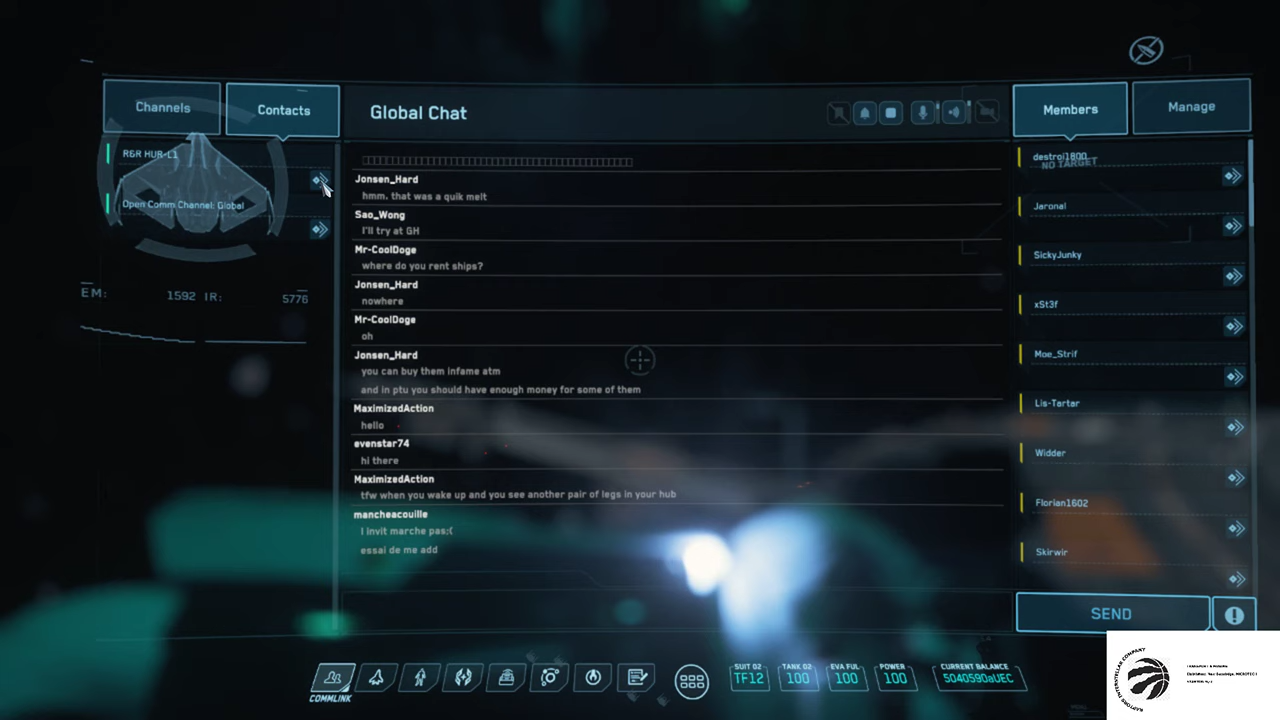 Channels
Contacts
Global Chat
Members
Manage
R&R HUR-L1
Open Comm Channel: Global
EM: 1592 IR: 5776
Jonsen_Hard
hmm. that was a quik melt
Sao_Wong
I'll try at GH
Mr-CoolDoge
where do you rent ships?
Jonsen_Hard
nowhere
Mr-CoolDoge
oh
Jonsen_Hard
you can buy them infame atm
and in ptu you should have enough money for some of them
MaximizedAction
hello
evenstar74
hi there
MaximizedAction
tfw when you wake up and you see another pair of legs in your hub
mancheacouille
l invit marche pas;(
essai de me add
destroi1800
NO TARGET
Jaronal
SickyJunky
xSt3f
Moe_Strif
Lis-Tartar
Widder
Florian1602
Skirwir
SEND
COMMLINK
SUIT O2
TF12
TANK O2
100
EVA FUL
100
POWER
100
CURRENT BALANCE
5040590aUEC
RAPTORS INTERSTELLAR COMPANY